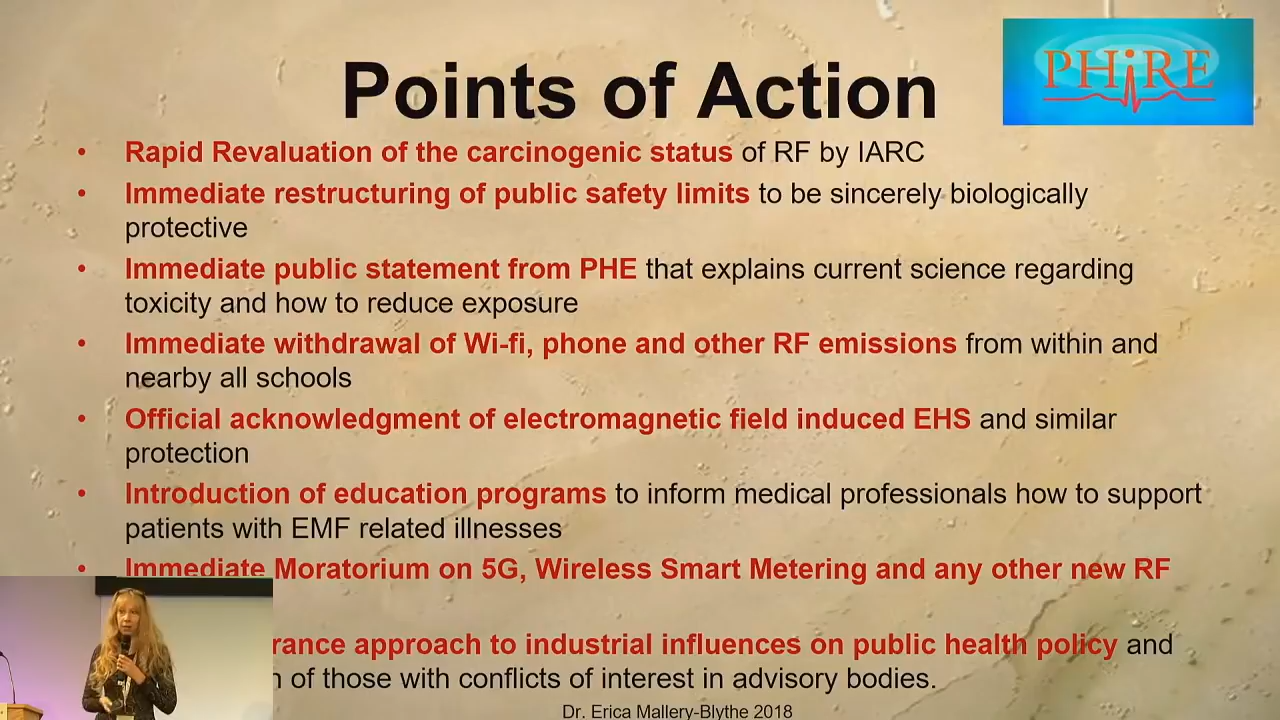 Points of Action
PHiRE
• Rapid Revaluation of the carcinogenic status of RF by IARC
• Immediate restructuring of public safety limits to be sincerely biologically
protective
• Immediate public statement from PHE that explains current science regarding
toxicity and how to reduce exposure
• Immediate withdrawal of Wi-fi, phone and other RF emissions from within and
nearby all schools
• Official acknowledgment of electromagnetic field induced EHS and similar
protection
• Introduction of education programs to inform medical professionals how to support
patients with EMF related illnesses
• Immediate Moratorium on 5G, Wireless Smart Metering and any other new RF
approach to industrial influences on public health policy and
of those with conflicts of interest in advisory bodies.
Dr. Erica Mallery-Blythe 2018